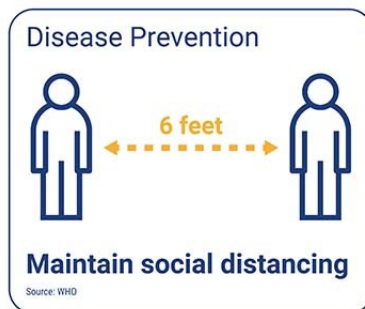 Disease Prevention
6 feet
Maintain social distancing
Source: WHO